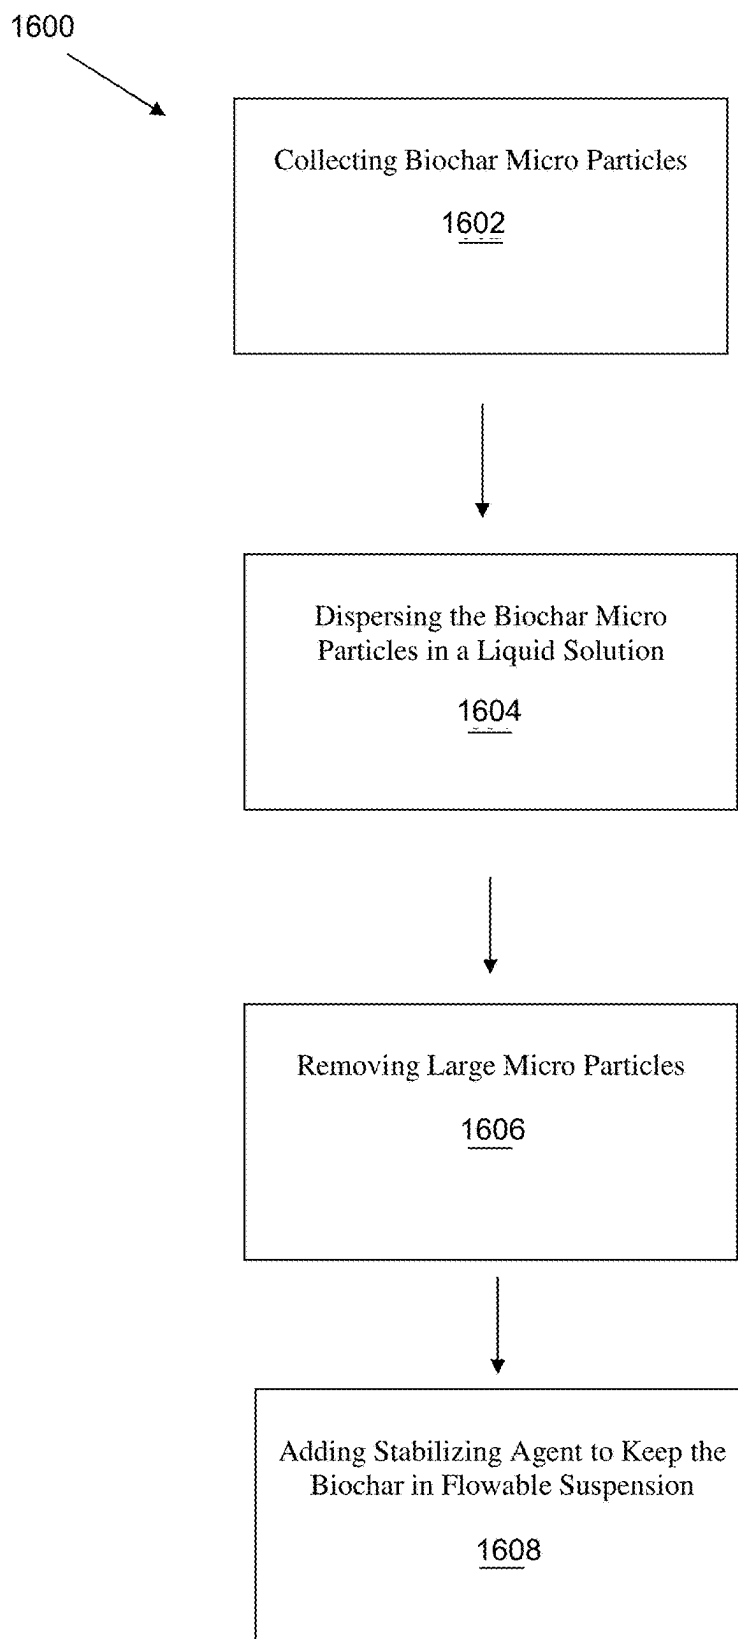 1600
Collecting Biochar Micro Particles
1602
Dispersing the Biochar Micro
Particles in a Liquid Solution
1604
Removing Large Micro Particles
1606
Adding Stabilizing Agent to Keep the
Biochar in Flowable Suspension
1608